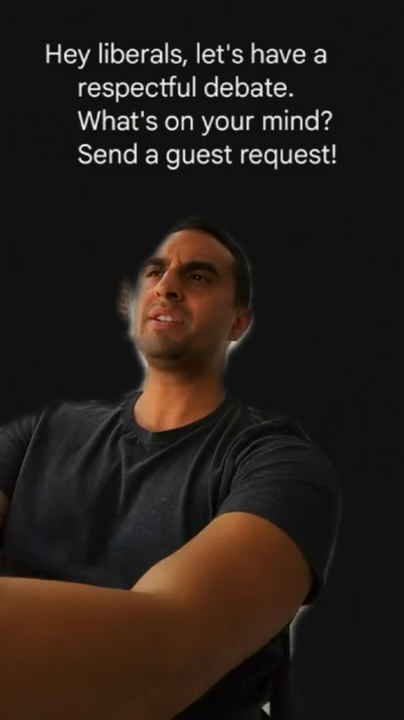 Hey liberals, let's have a
respectful debate.
What's on your mind?
Send a guest request!